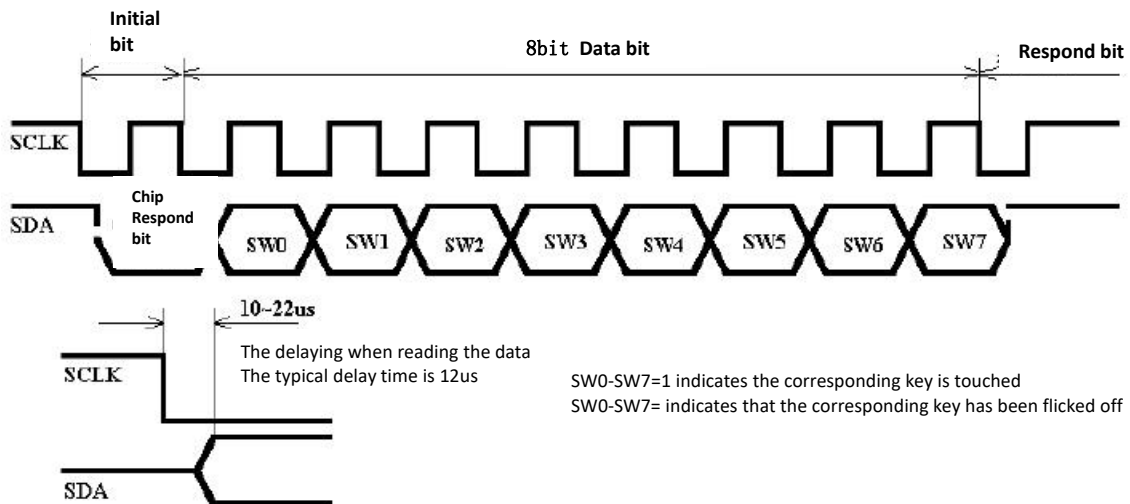 Initial
bit
8bit Data bit
Respond bit
SCLK
SDA
Chip
Respond
bit
SW0
SW1
SW2
SW3
SW4
SW5
SW6
SW7
10~22us
The delaying when reading the data
The typical delay time is 12us
SCLK
SW0-SW7=1 indicates the corresponding key is touched
SW0-SW7= indicates that the corresponding key has been flicked off
SDA